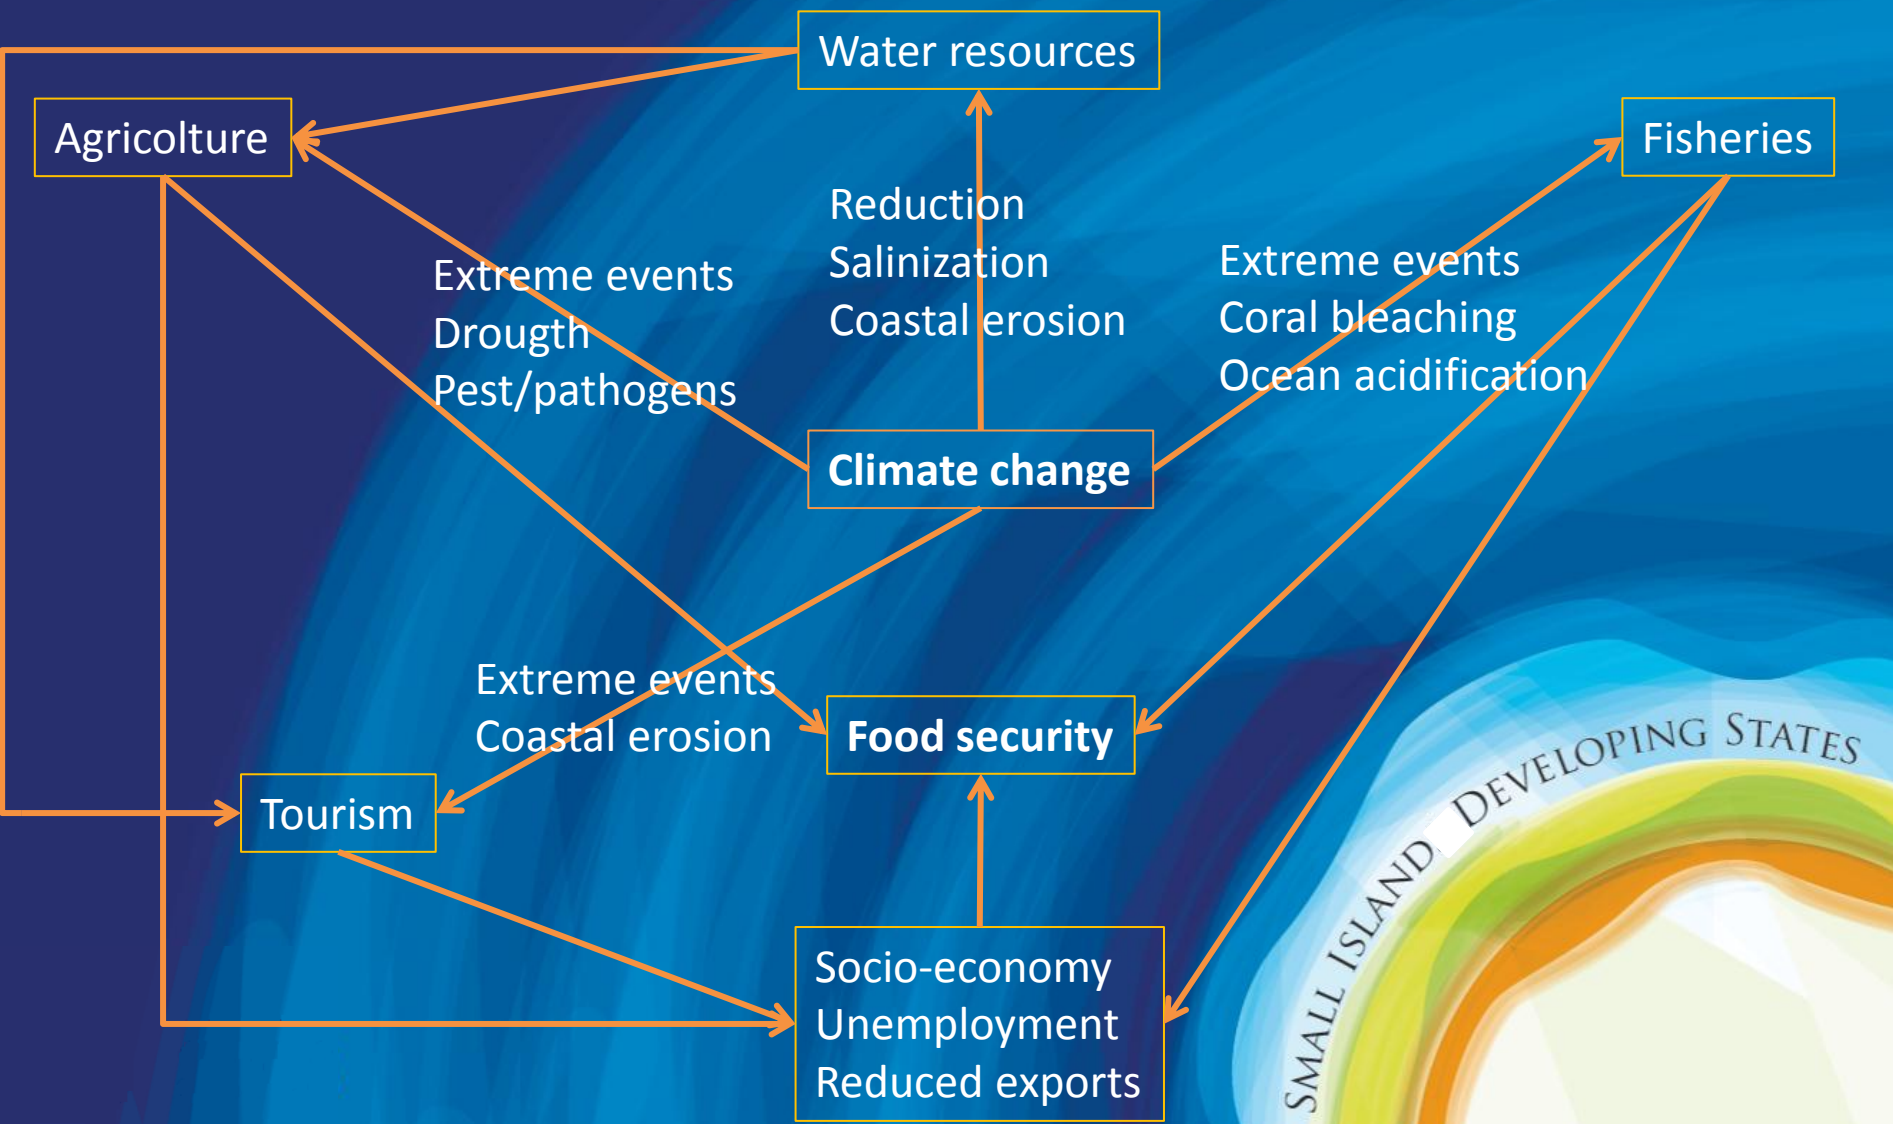 Water resources
Agricolture
Fisheries
Reduction
Salinization
Coastal erosion
Extreme events
Drougth
Pest/pathogens
Extreme events
Coral bleaching
Ocean acidification
Climate change
Extreme events
Coastal erosion
Food security
Tourism
Socio-economy
Unemployment
Reduced exports
SMALL ISLAND DEVELOPING STATES